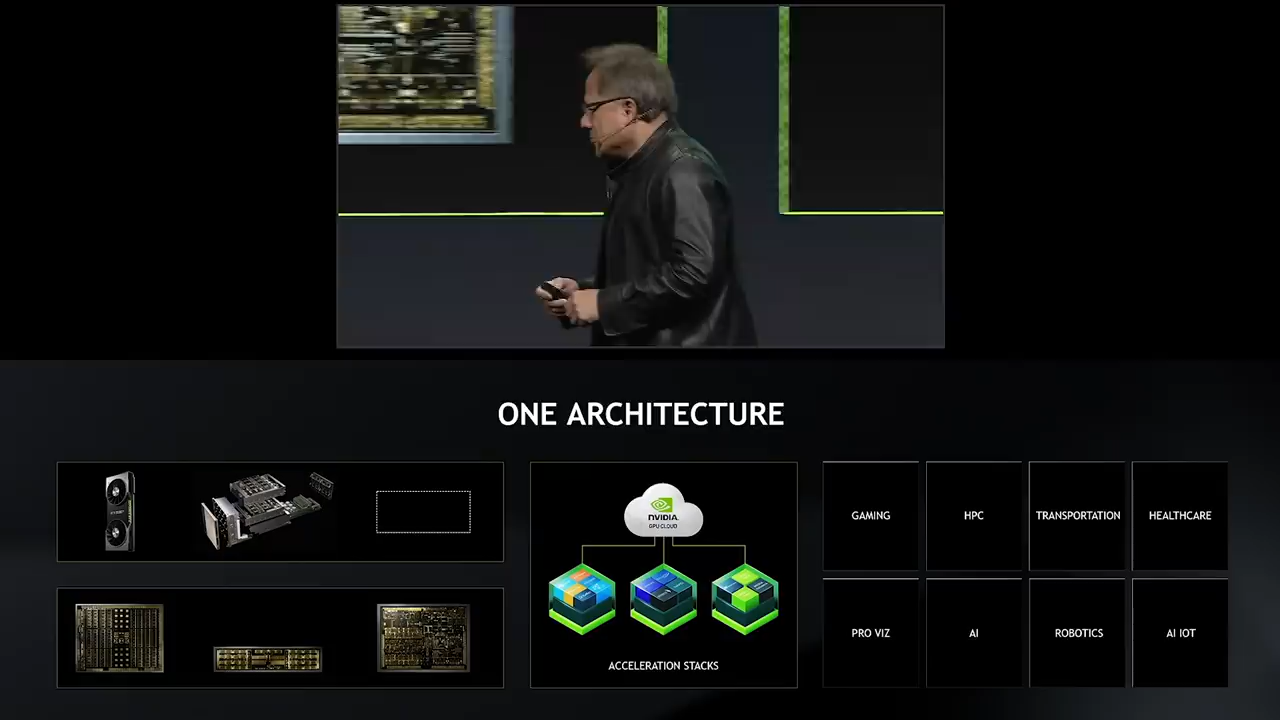 ONE ARCHITECTURE
NVIDIA
GPU CLOUD
ACCELERATION STACKS
GAMING
HPC
TRANSPORTATION
HEALTHCARE
PRO VIZ
AI
ROBOTICS
AI IOT